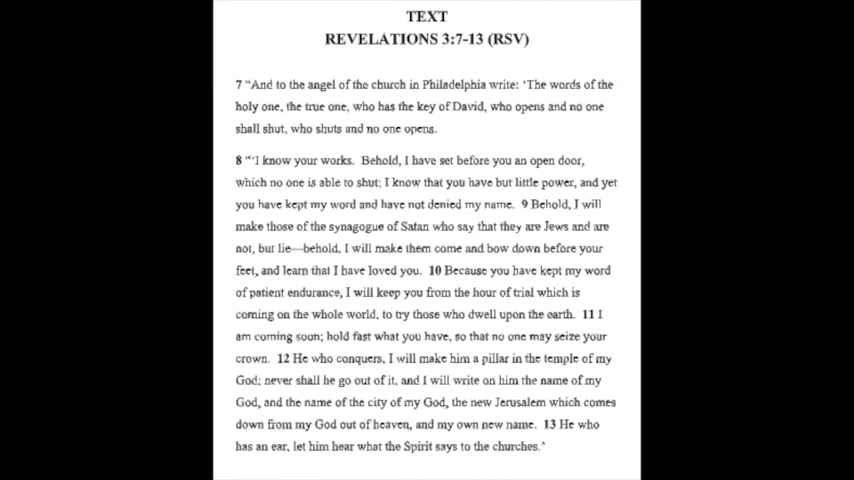 TEXT
REVELATIONS 3:7-13 (RSV)
7 “And to the angel of the church in Philadelphia write: ‘The words of the
holy one, the true one, who has the key of David, who opens and no one
shall shut, who shuts and no one opens.
8 “‘I know your works. Behold, I have set before you an open door,
which no one is able to shut; I know that you have but little power, and yet
you have kept my word and have not denied my name. 9 Behold, I will
make those of the synagogue of Satan who say that they are Jews and are
not, but lie—behold, I will make them come and bow down before your
feet, and learn that I have loved you. 10 Because you have kept my word
of patient endurance, I will keep you from the hour of trial which is
coming on the whole world, to try those who dwell upon the earth. 11 I
am coming soon; hold fast what you have, so that no one may seize your
crown. 12 He who conquers, I will make him a pillar in the temple of my
God; never shall he go out of it, and I will write on him the name of my
God, and the name of the city of my God, the new Jerusalem which comes
down from my God out of heaven, and my own new name. 13 He who
has an ear, let him hear what the Spirit says to the churches.’